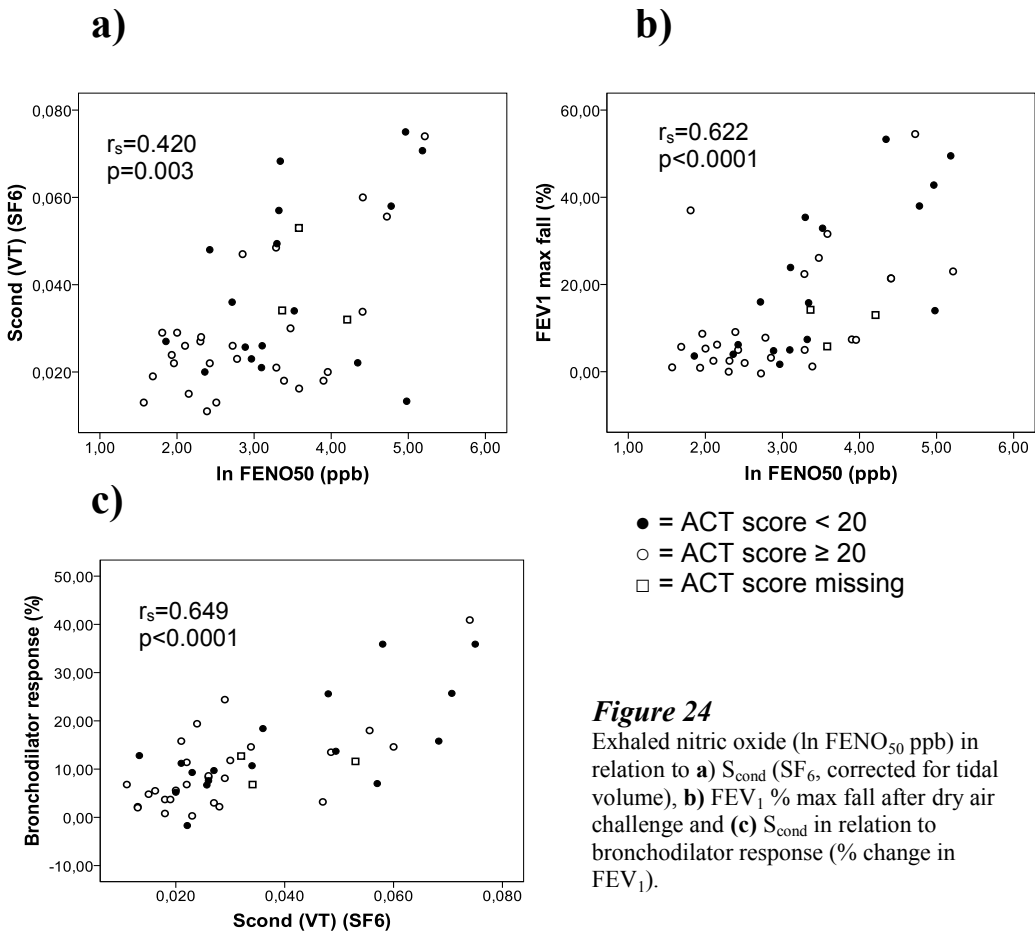 a)
0,080
0,060
0,040
0,020
Scond (VT) (SF6)
rs=0.420
p=0.003
1,00 2,00 3,00 4,00 5,00 6,00
ln FENO50 (ppb)
b)
60,00
40,00
20,00
0,00
FEV1 max fall (%)
rs=0.622
p<0.0001
1,00 2,00 3,00 4,00 5,00 6,00
ln FENO50 (ppb)
● = ACT score < 20
○ = ACT score ≥ 20
□ = ACT score missing
c)
50,00
40,00
30,00
20,00
10,00
0,00
-10,00
Bronchodilator response (%)
rs=0.649
p<0.0001
0,020 0,040 0,060 0,080
Scond (VT) (SF6)
Figure 24
Exhaled nitric oxide (ln FENO50 ppb) in
relation to a) Scond (SF6, corrected for tidal
volume), b) FEV1 % max fall after dry air
challenge and (c) Scond in relation to
bronchodilator response (% change in
FEV1).